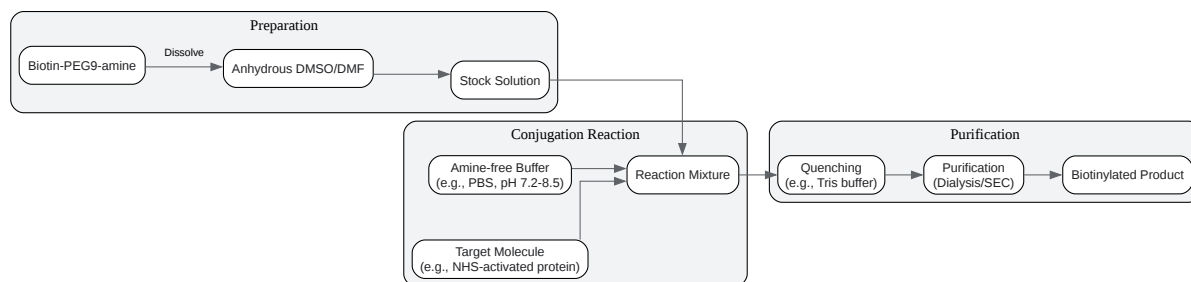 Preparation
Biotin-PEG9-amine
Dissolve
Anhydrous DMSO/DMF
Stock Solution
Conjugation Reaction
Amine-free Buffer
(e.g., PBS, pH 7.2-8.5)
Reaction Mixture
Target Molecule
(e.g., NHS-activated protein)
Purification
Quenching
(e.g., Tris buffer)
Purification
(Dialysis/SEC)
Biotinylated Product